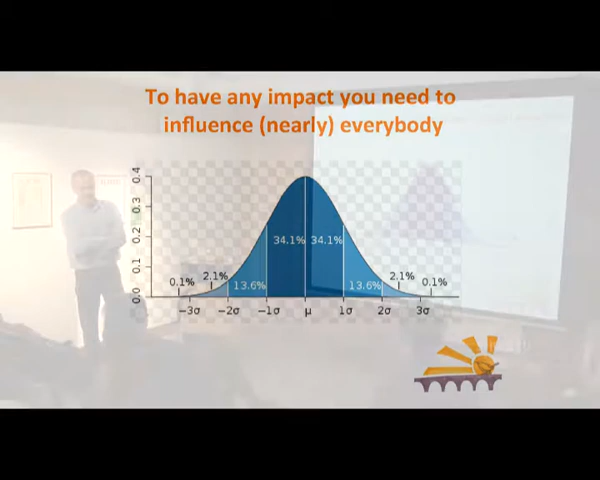 To have any impact you need to
influence (nearly) everybody
0.4
0.3
0.2
0.1
0.0
34.1% 34.1%
0.1% 2.1% 13.6% 13.6% 2.1% 0.1%
−3σ −2σ −1σ μ 1σ 2σ 3σ